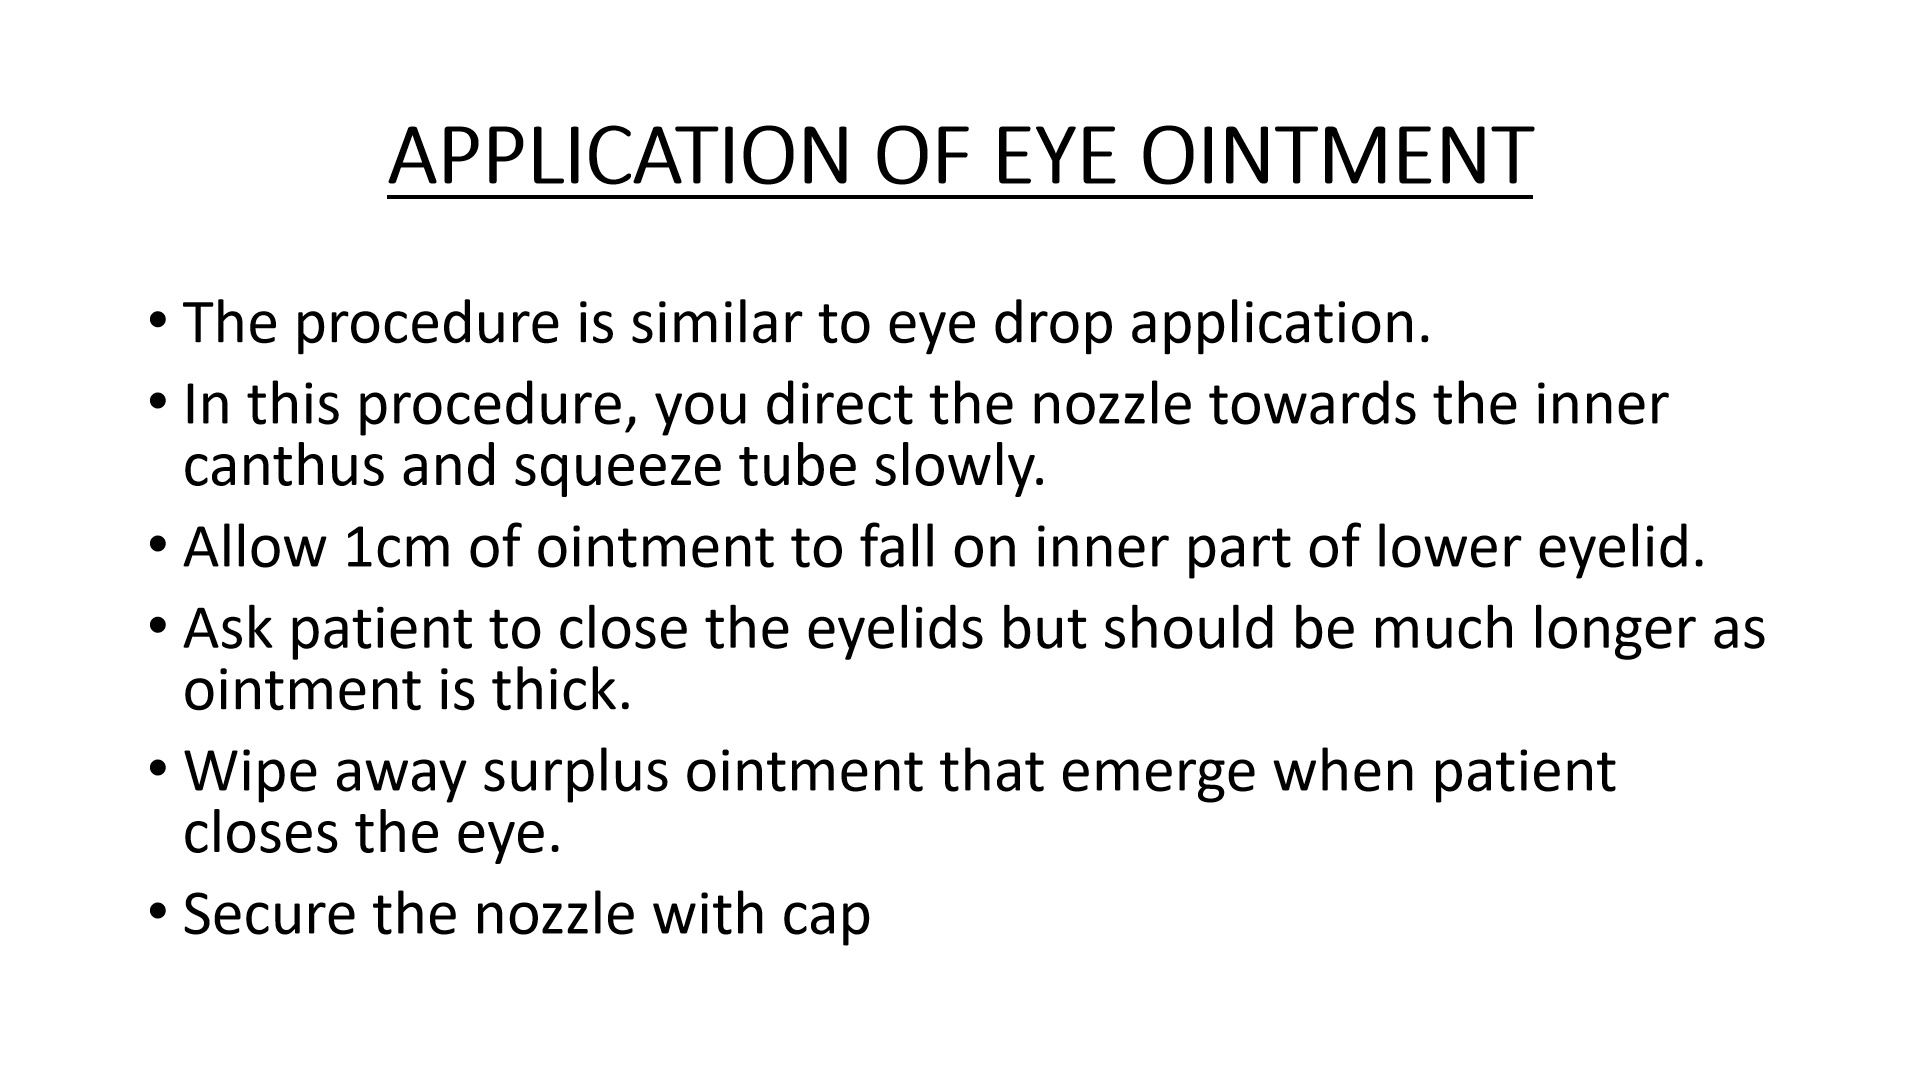 APPLICATION OF EYE OINTMENT
• The procedure is similar to eye drop application.
• In this procedure, you direct the nozzle towards the inner
canthus and squeeze tube slowly.
• Allow 1cm of ointment to fall on inner part of lower eyelid.
• Ask patient to close the eyelids but should be much longer as
ointment is thick.
• Wipe away surplus ointment that emerge when patient
closes the eye.
• Secure the nozzle with cap